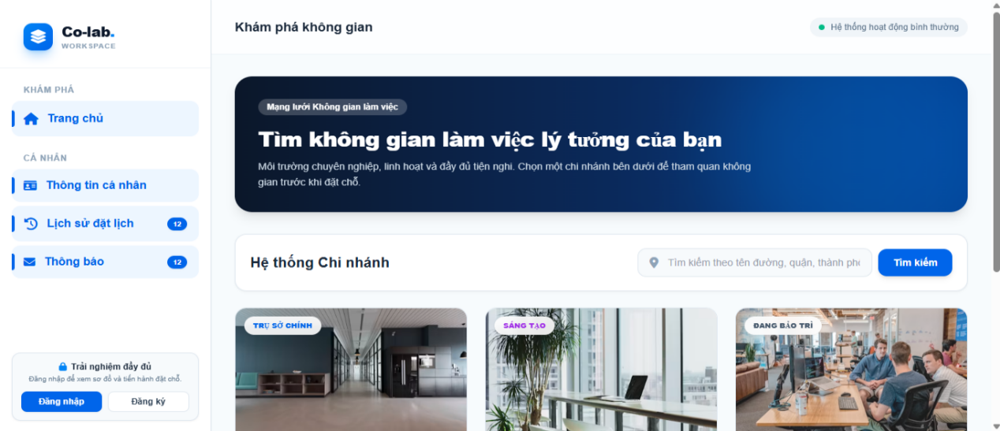 Co-lab.
WORKSPACE
KHÁM PHÁ
Trang chủ
CÁ NHÂN
Thông tin cá nhân
Lịch sử đặt lịch
12
Thông báo
12
Trải nghiệm đầy đủ
Đăng nhập để xem sơ đồ và tiến hành đặt chỗ.
Đăng nhập
Đăng ký
Khám phá không gian
Hệ thống hoạt động bình thường
Mạng lưới Không gian làm việc
Tìm không gian làm việc lý tưởng của bạn
Môi trường chuyên nghiệp, linh hoạt và đầy đủ tiện nghi. Chọn một chi nhánh bên dưới để tham quan không
gian trước khi đặt chỗ.
Hệ thống Chi nhánh
Tìm kiếm theo tên đường, quận, thành phố
Tìm kiếm
TRỤ SỞ CHÍNH
SÁNG TẠO
ĐANG BẢO TRÌ